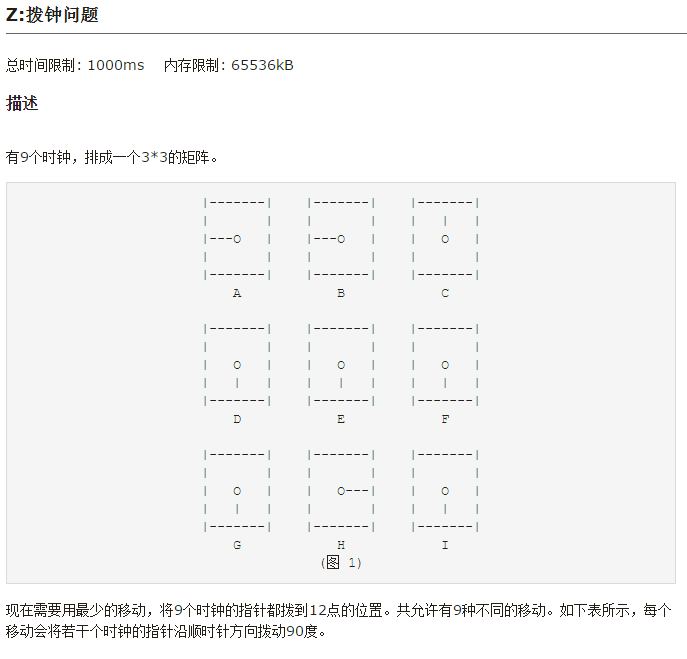 Z:拨钟问题
总时间限制: 1000ms 内存限制: 65536kB
描述
有9个时钟，排成一个3*3的矩阵。
|-------|    |-------|    |-------|
|       |    |       |    |   |   |
|---O   |    |---O   |    |   O   |
|       |    |       |    |       |
|-------|    |-------|    |-------|
    A            B            C
|-------|    |-------|    |-------|
|       |    |       |    |       |
|   O   |    |   O   |    |   O   |
|   |   |    |   |   |    |   |   |
|-------|    |-------|    |-------|
    D            E            F
|-------|    |-------|    |-------|
|       |    |       |    |       |
|   O   |    |   O---|    |   O   |
|   |   |    |       |    |   |   |
|-------|    |-------|    |-------|
    G            H            I
(图 1)
现在需要用最少的移动，将9个时钟的指针都拨到12点的位置。共允许有9种不同的移动。如下表所示，每个
移动会将若干个时钟的指针沿顺时针方向拨动90度。